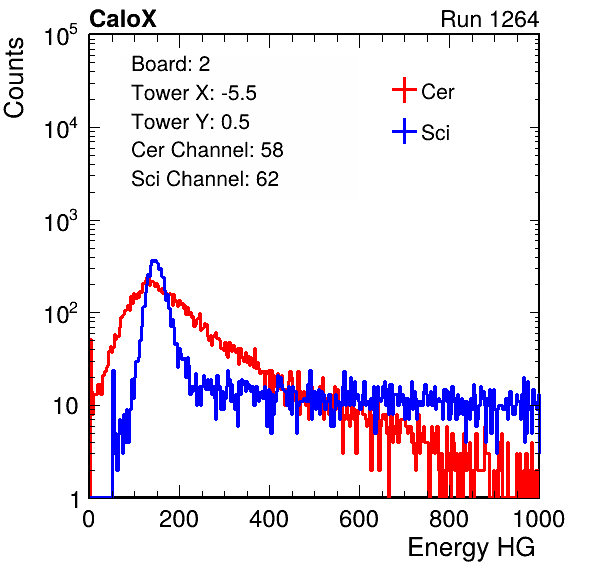 CaloX Run 1264
Counts
10^5
10^4
10^3
10^2
10
1
Board: 2
Tower X: -5.5
Tower Y: 0.5
Cer Channel: 58
Sci Channel: 62
Cer
Sci
0 200 400 600 800 1000
Energy HG